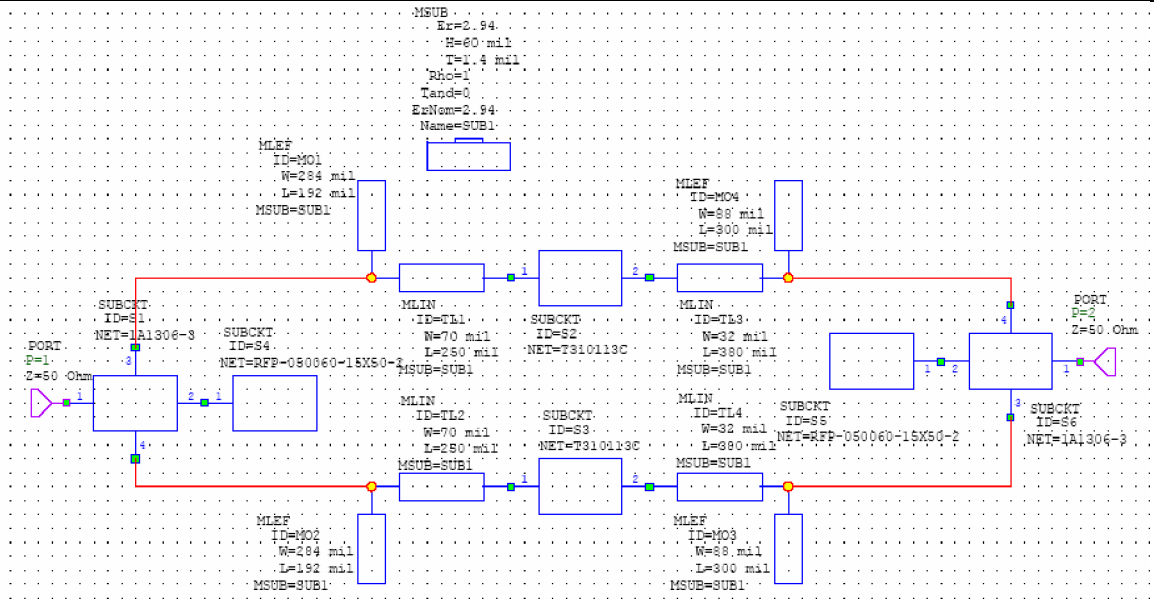 MSUB
Er=2.94
H=60 mil
T=1.4 mil
Rho=1
Tand=0
ErNom=2.94
Name=SUB1
MLEF
ID=MO1
W=284 mil
L=192 mil
MSUB=SUB1
MLEF
ID=MO4
W=88 mil
L=300 mil
MSUB=SUB1
1
2
MLIN
ID=TL1
W=70 mil
L=250 mil
MSUB=SUB1
SUBCKT
ID=S2
NET=T310113C
MLIN
ID=TL3
W=32 mil
L=380 mil
MSUB=SUB1
SUBCKT
ID=S1
NET=1A1306-3
SUBCKT
ID=S4
NET=RFP-050060-15X50-2
PORT
P=1
Z=50 Ohm
3
1
2
1
4
PORT
P=2
Z=50 Ohm
4
1
2
1
3
MLIN
ID=TL2
W=70 mil
L=250 mil
MSUB=SUB1
SUBCKT
ID=S3
NET=T310113C
MLIN
ID=TL4
W=32 mil
L=380 mil
MSUB=SUB1
SUBCKT
ID=S5
NET=RFP-050060-15X50-2
SUBCKT
ID=S6
NET=1A1306-3
1
2
MLEF
ID=MO2
W=284 mil
L=192 mil
MSUB=SUB1
MLEF
ID=MO3
W=88 mil
L=300 mil
MSUB=SUB1